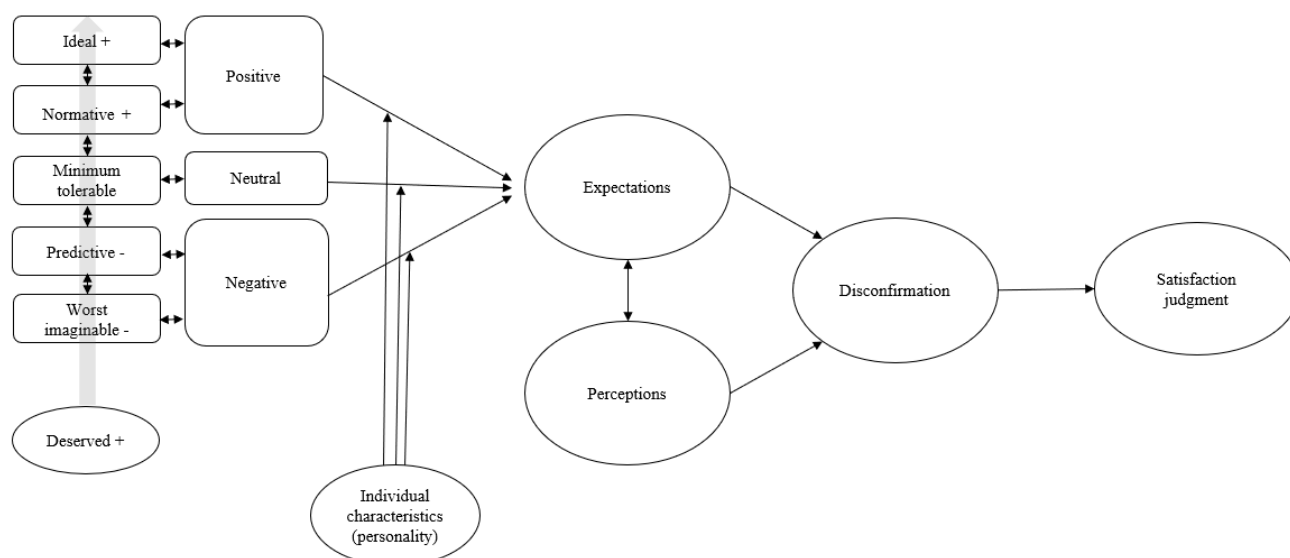 Ideal +
Positive
Normative +
Minimum
tolerable
Neutral
Predictive -
Negative
Worst
imaginable -
Deserved +
Individual
characteristics
(personality)
Expectations
Perceptions
Disconfirmation
Satisfaction
judgment